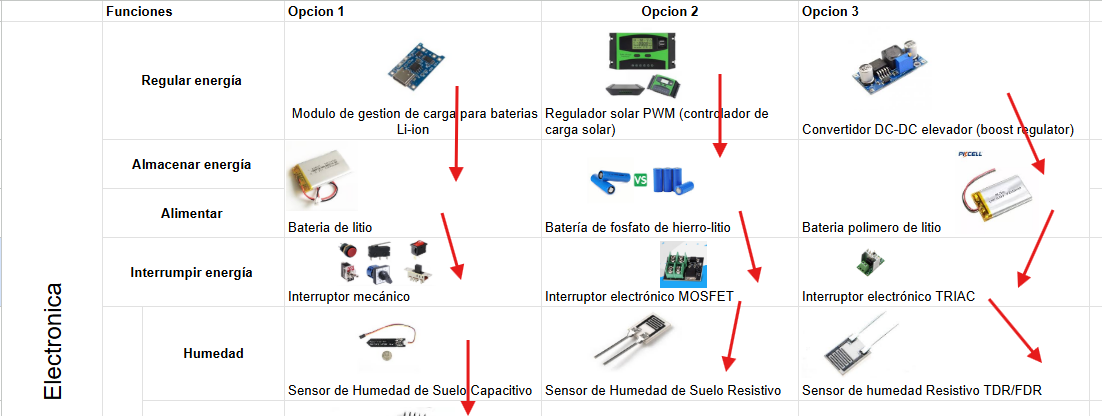 Funciones
Opcion 1
Opcion 2
Opcion 3
Regular energía
Modulo de gestion de carga para baterias
Li-ion
Regulador solar PWM (controlador de
carga solar)
Convertidor DC-DC elevador (boost regulator)
Almacenar energía
Alimentar
Bateria de litio
VS
Batería de fosfato de hierro-litio
PKCELL
Bateria polimero de litio
Interrumpir energía
Interruptor mecánico
Interruptor electrónico MOSFET
Interruptor electrónico TRIAC
Electronica
Humedad
Sensor de Humedad de Suelo Capacitivo
Sensor de Humedad de Suelo Resistivo
Sensor de humedad Resistivo TDR/FDR